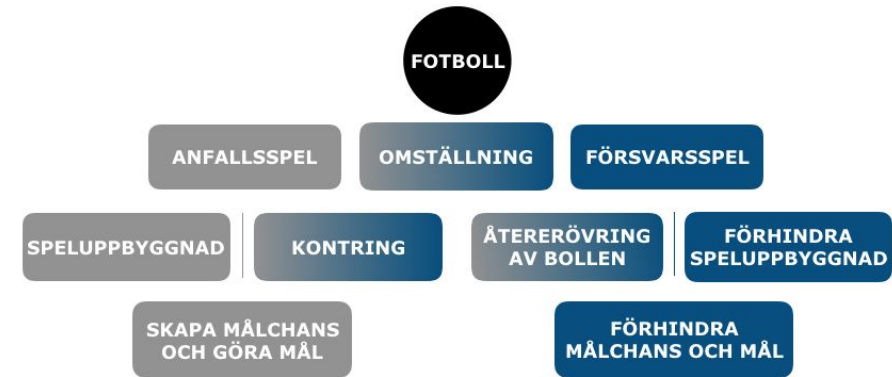 FOTBOLL
ANFALLSSPEL
OMSTÄLLNING
FÖRSVARSSPEL
SPELUPPBYGGNAD
KONTRING
ÅTERERÖVRING
AV BOLLEN
FÖRHINDRA
SPELUPPBYGGNAD
SKAPA MÅLCHANS
OCH GÖRA MÅL
FÖRHINDRA
MÅLCHANS OCH MÅL